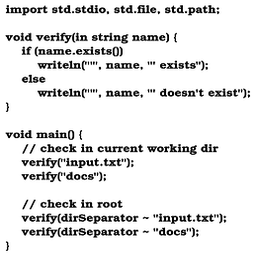 import std.stdio, std.file, std.path;

void verify(in string name) {
    if (name.exists())
        writeln("'", name, "' exists");
    else
        writeln("'", name, "' doesn't exist");
}

void main() {
    // check in current working dir
    verify("input.txt");
    verify("docs");

    // check in root
    verify(dirSeparator ~ "input.txt");
    verify(dirSeparator ~ "docs");
}